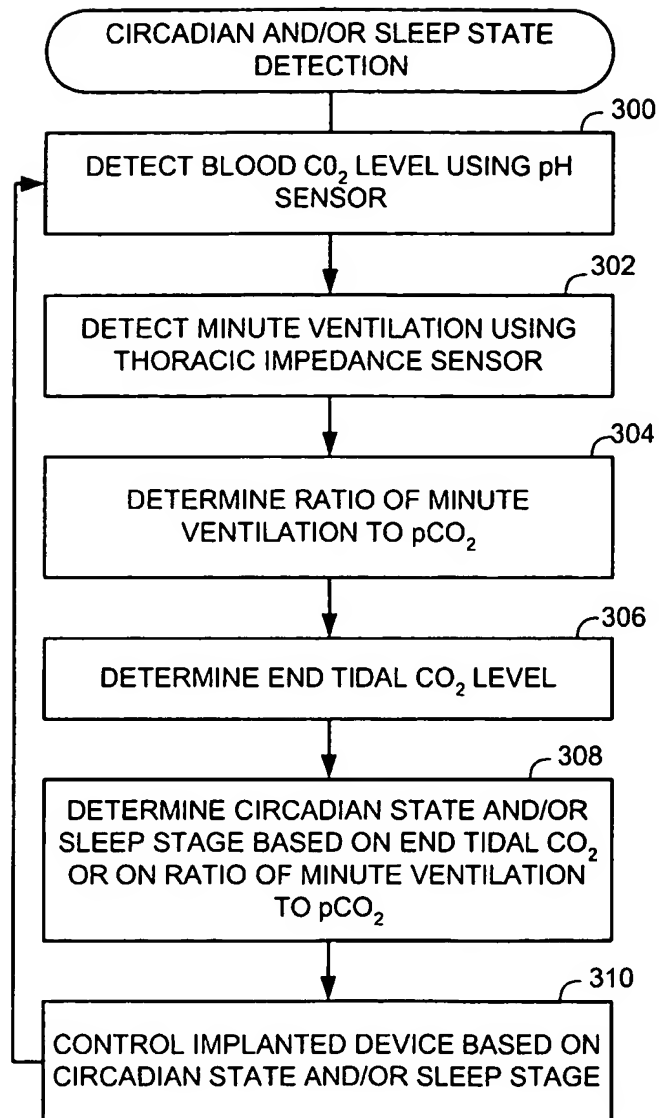 CIRCADIAN AND/OR SLEEP STATE
DETECTION
300
DETECT BLOOD C0₂ LEVEL USING pH
SENSOR
302
DETECT MINUTE VENTILATION USING
THORACIC IMPEDANCE SENSOR
304
DETERMINE RATIO OF MINUTE
VENTILATION TO pCO₂
306
DETERMINE END TIDAL CO₂ LEVEL
308
DETERMINE CIRCADIAN STATE AND/OR
SLEEP STAGE BASED ON END TIDAL CO₂
OR ON RATIO OF MINUTE VENTILATION
TO pCO₂
310
CONTROL IMPLANTED DEVICE BASED ON
CIRCADIAN STATE AND/OR SLEEP STAGE